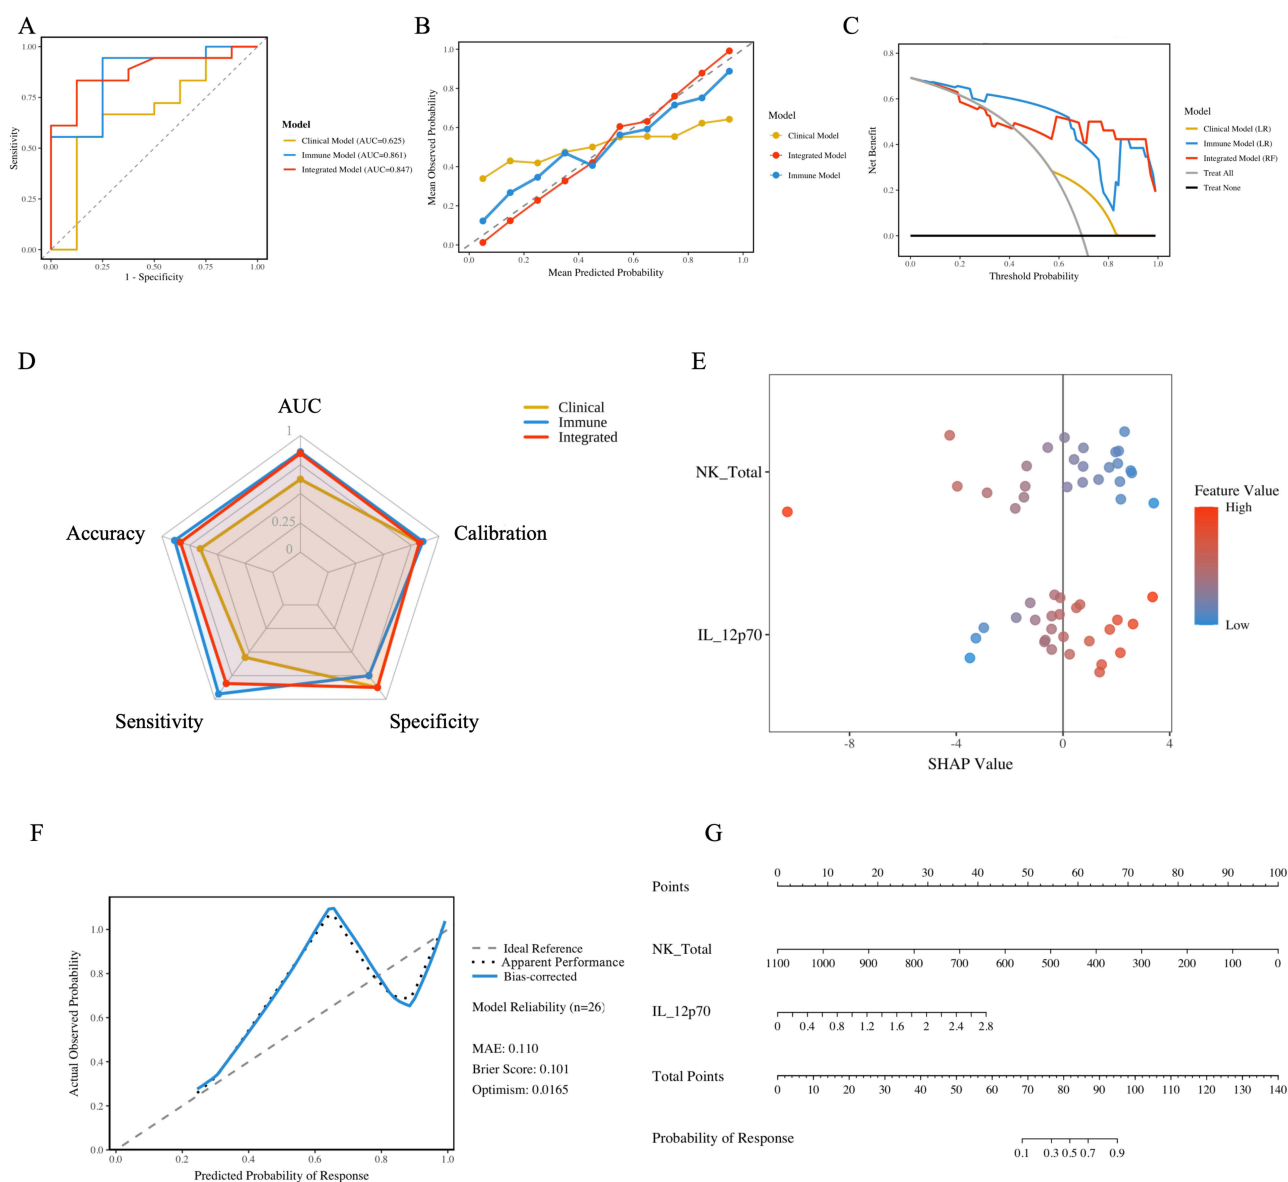 A
1.00
0.75
0.50
0.25
0.00
Sensitivity
0.00 0.25 0.50 0.75 1.00
1 - Specificity
Model
Clinical Model (AUC=0.625)
Immune Model (AUC=0.861)
Integrated Model (AUC=0.847)
B
1.0
0.8
0.6
0.4
0.2
0.0
Mean Observed Probability
0.0 0.2 0.4 0.6 0.8 1.0
Mean Predicted Probability
Model
Clinical Model
Integrated Model
Immune Model
C
0.8
0.6
0.4
0.2
0.0
Net Benefit
0.0 0.2 0.4 0.6 0.8 1.0
Threshold Probability
Model
Clinical Model (LR)
Immune Model (LR)
Integrated Model (RF)
Treat All
Treat None
D
AUC
1
0.25
0
Accuracy
Calibration
Sensitivity
Specificity
Clinical
Immune
Integrated
E
NK_Total
IL_12p70
-8 -4 0 4
SHAP Value
Feature Value
High
Low
F
1.0
0.8
0.6
0.4
0.2
0.0
Actual Observed Probability
0.0 0.2 0.4 0.6 0.8 1.0
Predicted Probability of Response
Ideal Reference
Apparent Performance
Bias-corrected
Model Reliability (n=26)
MAE: 0.110
Brier Score: 0.101
Optimism: 0.0165
G
Points
0 10 20 30 40 50 60 70 80 90 100
NK_Total
1100 1000 900 800 700 600 500 400 300 200 100 0
IL_12p70
0 0.4 0.8 1.2 1.6 2 2.4 2.8
Total Points
0 10 20 30 40 50 60 70 80 90 100 110 120 130 140
Probability of Response
0.1 0.3 0.5 0.7 0.9